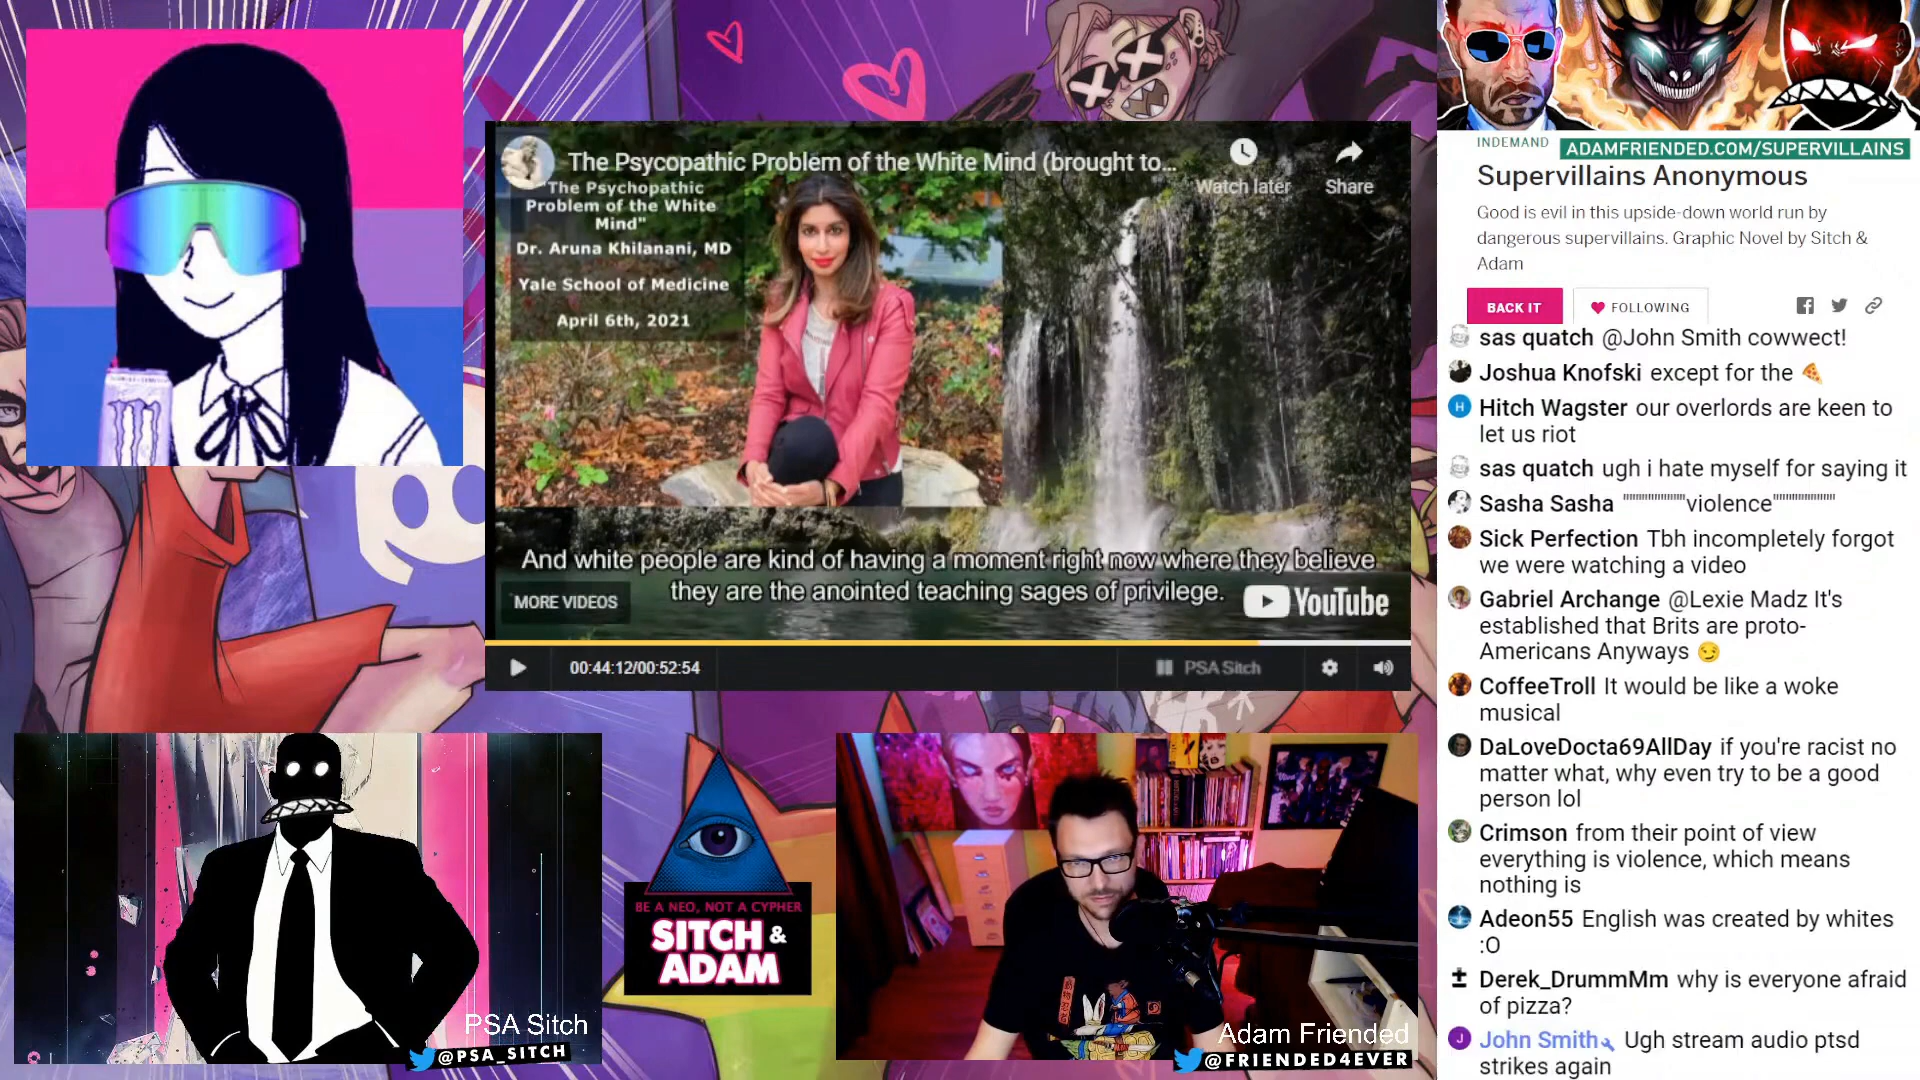 The Psycopathic Problem of the White Mind (brought to...
Watch later
Share
"The Psychopathic
Problem of the White
Mind"
Dr. Aruna Khilanani, MD
Yale School of Medicine
April 6th, 2021
And white people are kind of having a moment right now where they believe
they are the anointed teaching sages of privilege.
MORE VIDEOS
YouTube
00:44:12/00:52:54
PSA Sitch
PSA Sitch
@PSA_SITCH
BE A NEO, NOT A CYPHER
SITCH &
ADAM
Adam Friended
@FRIENDED4EVER
INDEMAND
ADAMFRIENDED.COM/SUPERVILLAINS
Supervillains Anonymous
Good is evil in this upside-down world run by
dangerous supervillains. Graphic Novel by Sitch &
Adam
BACK IT
FOLLOWING
sas quatch @John Smith cowwect!
Joshua Knofski except for the 🍕
H
Hitch Wagster our overlords are keen to
let us riot
sas quatch ugh i hate myself for saying it
Sasha Sasha """""""""""violence"""""""""""
Sick Perfection Tbh incompletely forgot
we were watching a video
Gabriel Archange @Lexie Madz It's
established that Brits are proto-
Americans Anyways 😏
CoffeeTroll It would be like a woke
musical
DaLoveDocta69AllDay if you're racist no
matter what, why even try to be a good
person lol
Crimson from their point of view
everything is violence, which means
nothing is
Adeon55 English was created by whites
:O
Derek_DrummMm why is everyone afraid
of pizza?
J
John Smith Ugh stream audio ptsd
strikes again